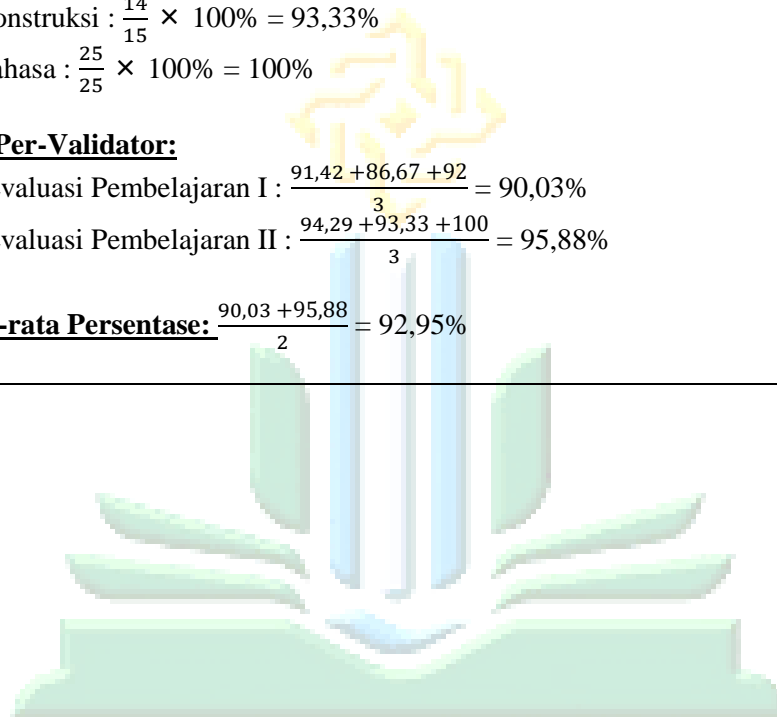 onstruksi : 14/15 × 100% = 93,33%
ahasa : 25/25 × 100% = 100%
Per-Validator:
valuasi Pembelajaran I : 91,42 +86,67 +92/3 = 90,03%
valuasi Pembelajaran II : 94,29 +93,33 +100/3 = 95,88%
-rata Persentase: 90,03 +95,88/2 = 92,95%